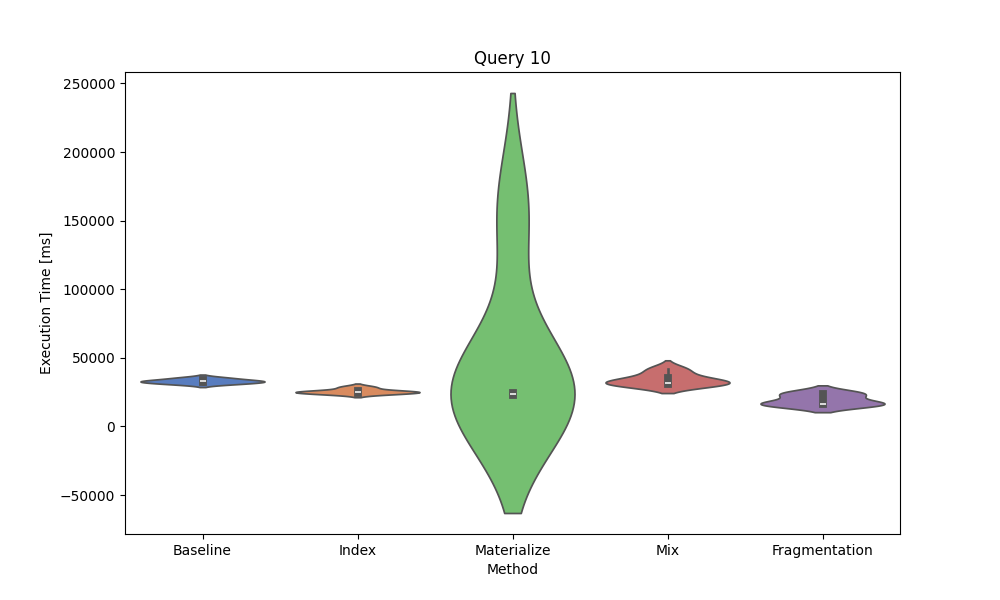 Query 10
250000
200000
150000
100000
50000
0
−50000
Execution Time [ms]
Baseline
Index
Materialize
Mix
Fragmentation
Method